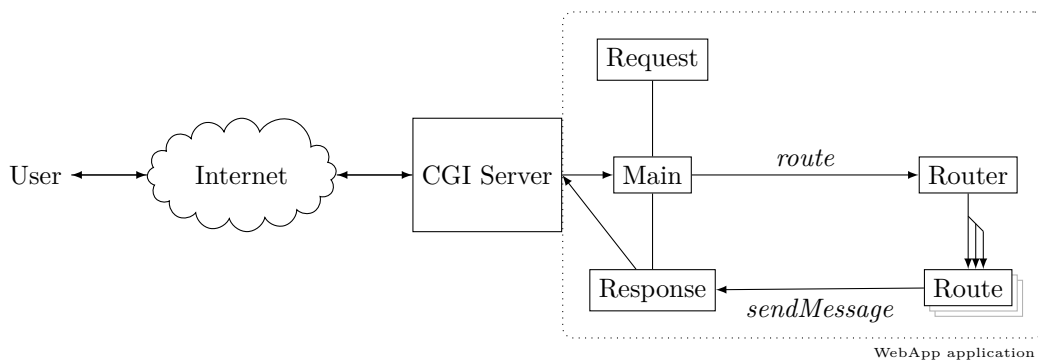 Request
User
Internet
CGI Server
Main
route
Router
Response
sendMessage
Route
WebApp application